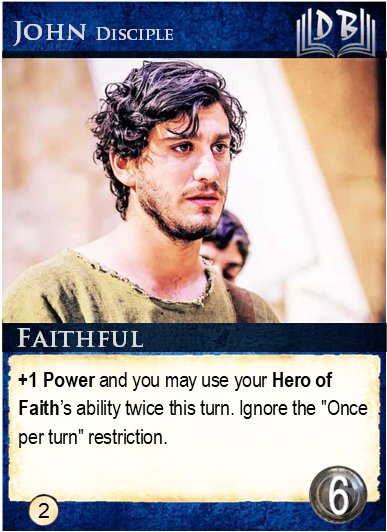 JOHN DISCIPLE
DB
FAITHFUL
+1 Power and you may use your Hero of
Faith's ability twice this turn. Ignore the "Once
per turn" restriction.
6
2